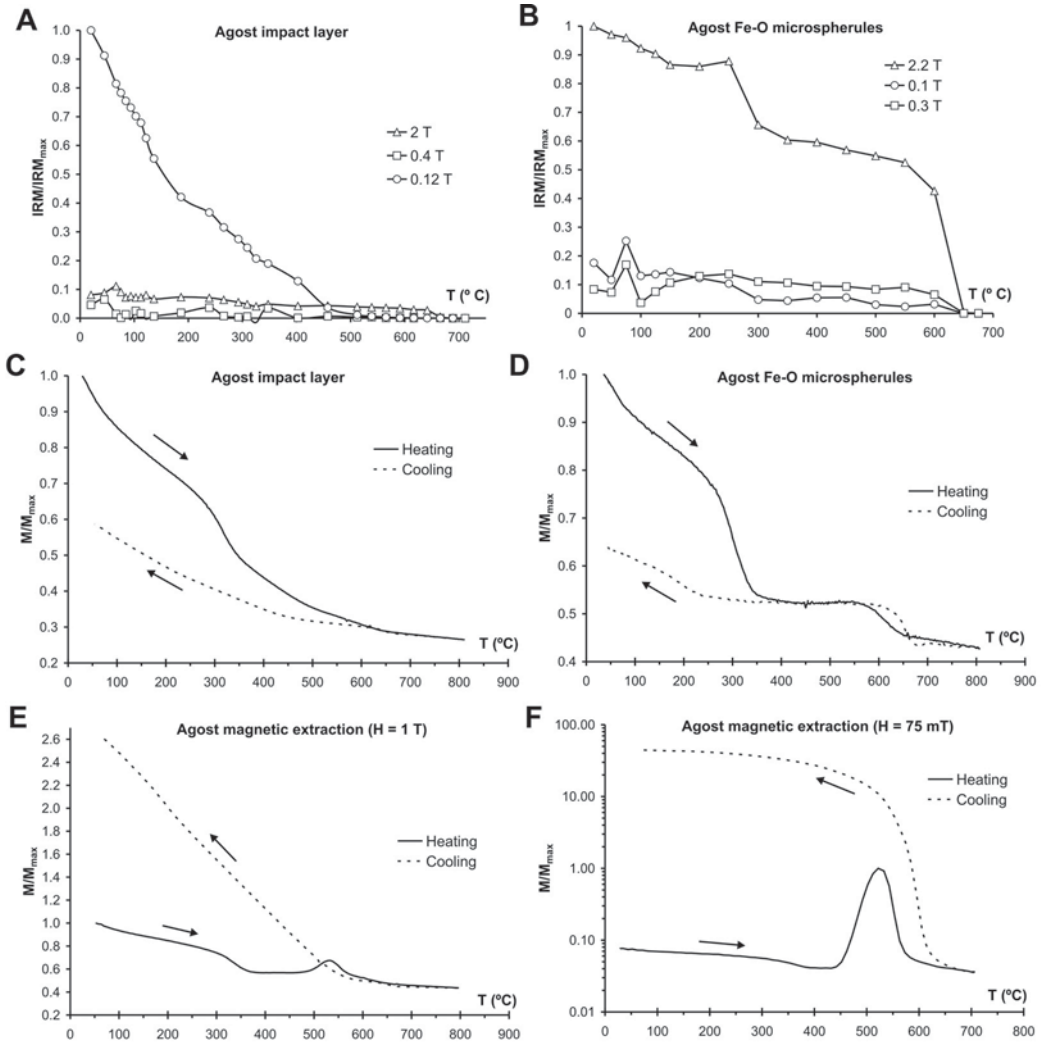 A
Agost impact layer
IRM/IRMmax
1.0
0.9
0.8
0.7
0.6
0.5
0.4
0.3
0.2
0.1
0.0
2 T
0.4 T
0.12 T
T (º C)
0 100 200 300 400 500 600 700
B
Agost Fe-O microspherules
IRM/IRMmax
1
0.9
0.8
0.7
0.6
0.5
0.4
0.3
0.2
0.1
0
2.2 T
0.1 T
0.3 T
T (º C)
0 100 200 300 400 500 600 700
C
Agost impact layer
M/Mmax
1.0
0.9
0.8
0.7
0.6
0.5
0.4
0.3
0.2
Heating
Cooling
T (ºC)
0 100 200 300 400 500 600 700 800 900
D
Agost Fe-O microspherules
M/Mmax
1.0
0.9
0.8
0.7
0.6
0.5
0.4
Heating
Cooling
T (ºC)
0 100 200 300 400 500 600 700 800 900
E
Agost magnetic extraction (H = 1 T)
M/Mmax
2.6
2.4
2.2
2.0
1.8
1.6
1.4
1.2
1.0
0.8
0.6
0.4
0.2
Heating
Cooling
T (ºC)
0 100 200 300 400 500 600 700 800 900
F
Agost magnetic extraction (H = 75 mT)
M/Mmax
100.00
10.00
1.00
0.10
0.01
Heating
Cooling
T (ºC)
0 100 200 300 400 500 600 700 800